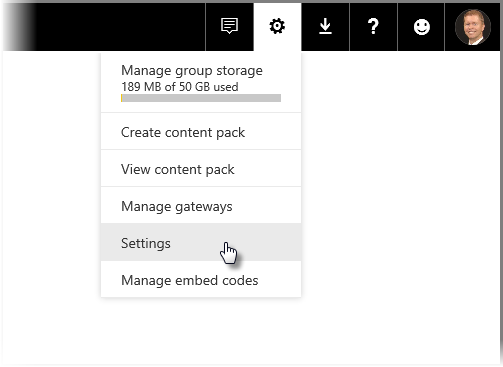 ?
Manage group storage
189 MB of 50 GB used
Create content pack
View content pack
Manage gateways
Settings
Manage embed codes